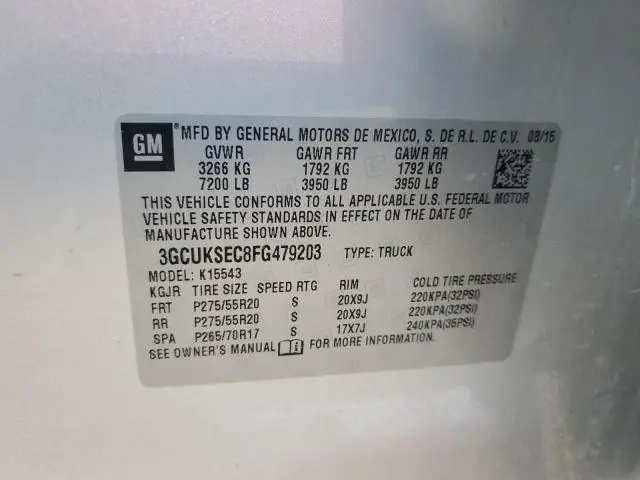 GM ®MFD BY GENERAL MOTORS DE MEXICO, S. DE R.L. DE C.V. 08/15
GVWR GAWR FRT GAWR RR
3266 KG 1792 KG 1792 KG
7200 LB 3950 LB 3950 LB
THIS VEHICLE CONFORMS TO ALL APPLICABLE U.S. FEDERAL MOTOR
VEHICLE SAFETY STANDARDS IN EFFECT ON THE DATE OF
MANUFACTURE SHOWN ABOVE.
3GCUKSEC8FG479203 TYPE: TRUCK
MODEL: K15543
KGJR TIRE SIZE SPEED RTG RIM COLD TIRE PRESSURE
FRT P275/55R20 S 20X9J 220KPA(32PSI)
RR P275/55R20 S 20X9J 220KPA(32PSI)
SPA P265/70R17 S 17X7J 240KPA(35PSI)
SEE OWNER'S MANUAL FOR MORE INFORMATION.